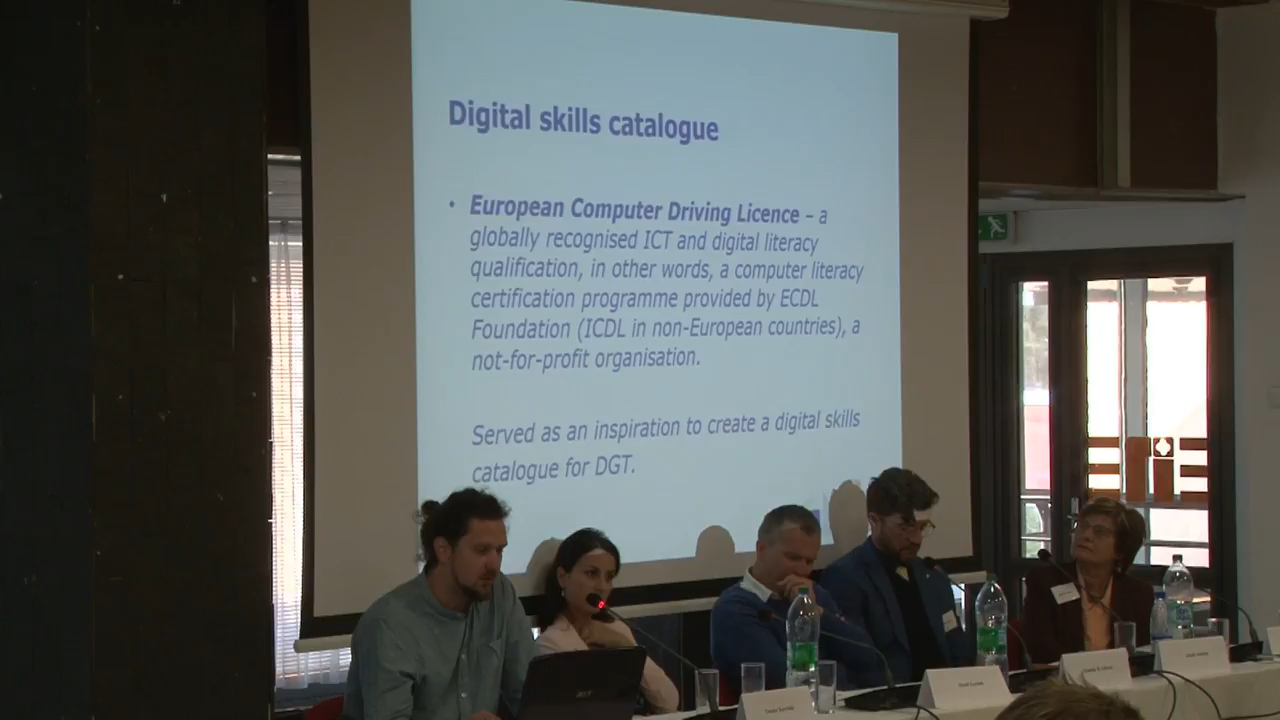 Digital skills catalogue
• European Computer Driving Licence – a
globally recognised ICT and digital literacy
qualification, in other words, a computer literacy
certification programme provided by ECDL
Foundation (ICDL in non-European countries), a
not-for-profit organisation.
Served as an inspiration to create a digital skills
catalogue for DGT.
acer